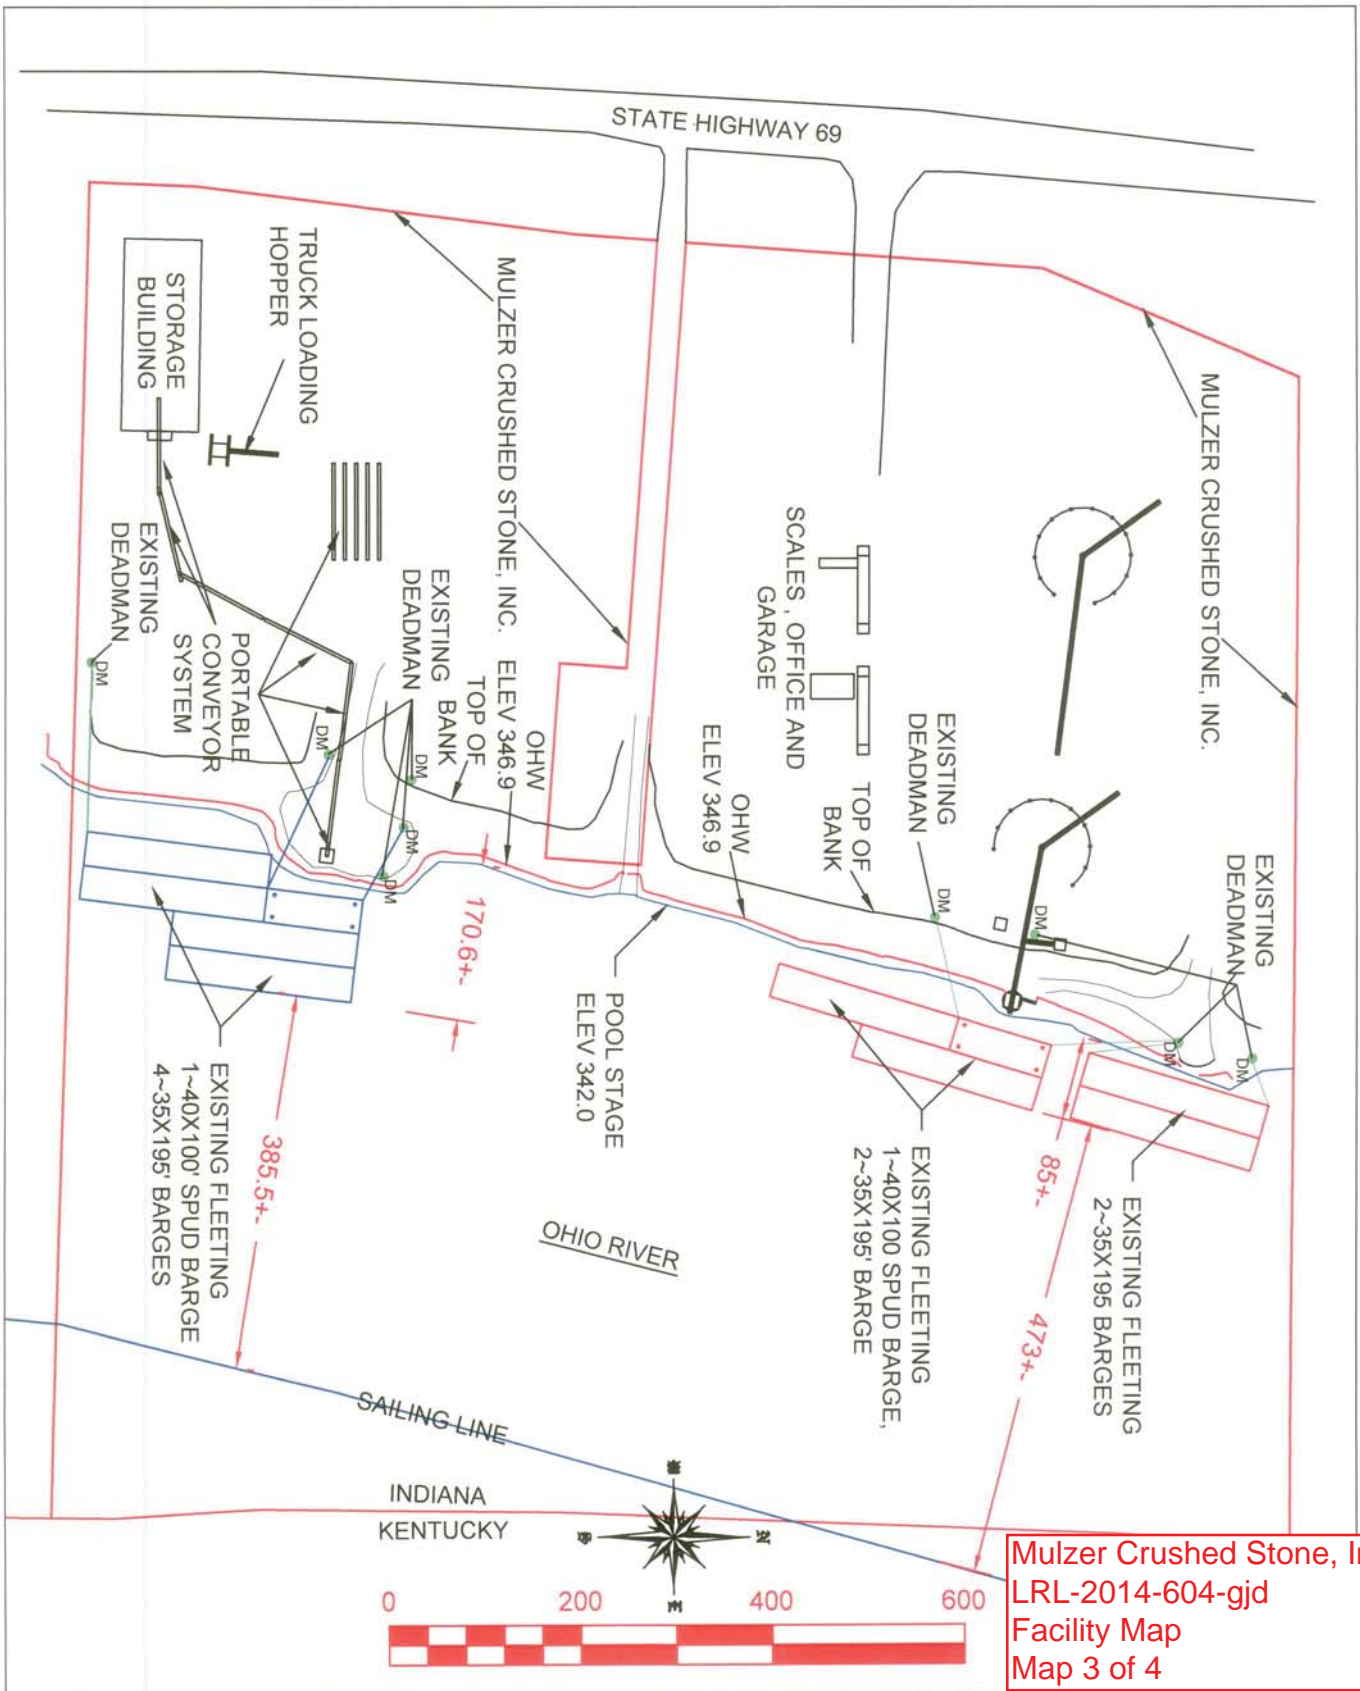 STATE HIGHWAY 69
MULZER CRUSHED STONE, INC.
MULZER CRUSHED STONE, INC.
TRUCK LOADING
HOPPER
STORAGE
BUILDING
SCALES , OFFICE AND
GARAGE
EXISTING
DEADMAN
PORTABLE
CONVEYOR
SYSTEM
EXISTING
DEADMAN
TOP OF
BANK
OHW
ELEV 346.9
OHW
ELEV 346.9
TOP OF
BANK
EXISTING
DEADMAN
EXISTING
DEADMAN
DM
DM
DM
DM
DM
DM
DM
DM
DM
170.6+-
POOL STAGE
ELEV 342.0
385.5+-
85+-
473+-
EXISTING FLEETING
1~40X100' SPUD BARGE
4~35X195' BARGES
EXISTING FLEETING
1~40X100 SPUD BARGE,
2~35X195' BARGE
EXISTING FLEETING
2~35X195 BARGES
OHIO RIVER
SAILING LINE
INDIANA
KENTUCKY
W
S
N
E
0 200 400 600
Mulzer Crushed Stone,
LRL-2014-604-gjd
Facility Map
Map 3 of 4